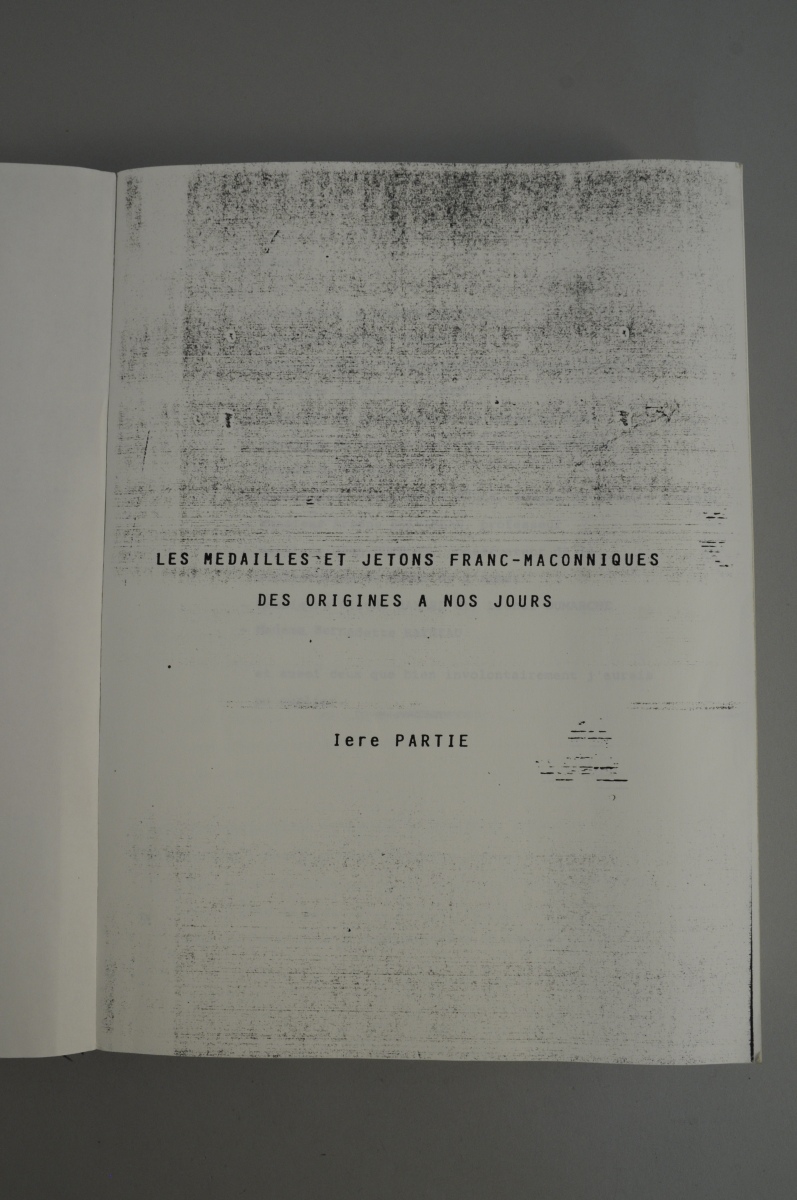 LES MEDAILLES ET JETONS FRANC-MACONNIQUES
DES ORIGINES A NOS JOURS
Iere PARTIE